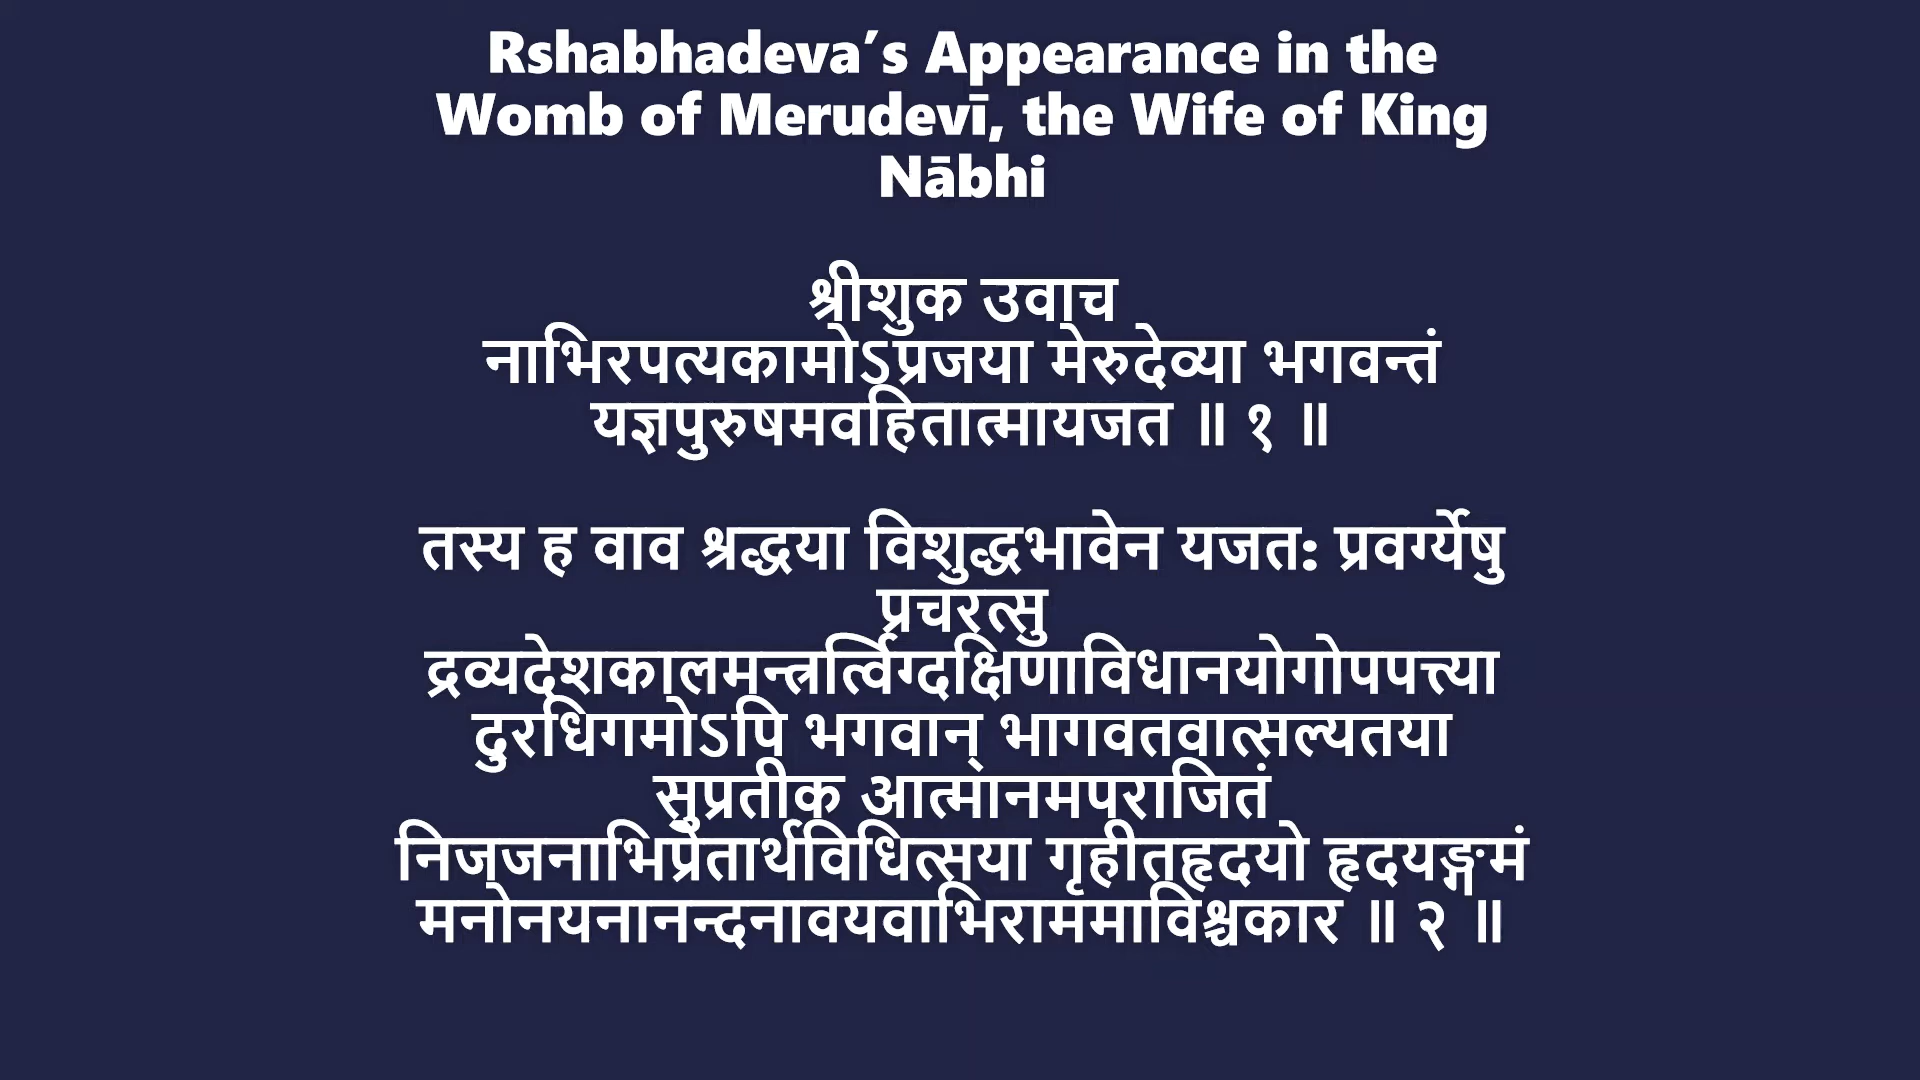 Rshabhadeva’s Appearance in the
Womb of Merudevī, the Wife of King
Nābhi
श्रीशुक उवाच
नाभिरपत्यकामोऽप्रजया मेरुदेव्या भगवन्तं
यज्ञपुरुषमवहितात्मायजत ॥ १ ॥
तस्य ह वाव श्रद्धया विशुद्धभावेन यजत: प्रवर्ग्येषु
प्रचरत्सु
द्रव्यदेशकालमन्त्रर्त्विग्दक्षिणाविधानयोगोपपत्त्या
दुरधिगमोऽपि भगवान् भागवतवात्सल्यतया
सुप्रतीक आत्मानमपराजितं
निजजनाभिप्रेतार्थविधित्सया गृहीतहृदयो हृदयङ्गमं
मनोनयनानन्दनावयवाभिराममाविश्चकार ॥ २ ॥